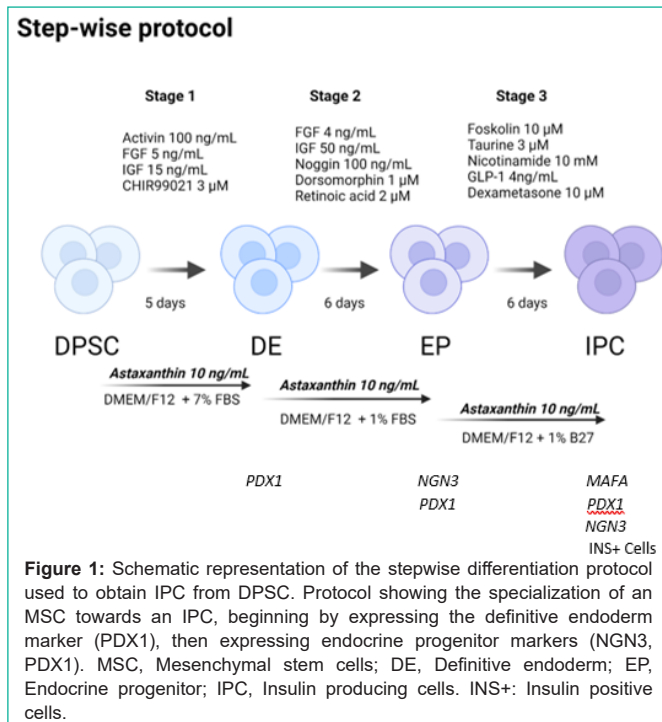 Step-wise protocol
Stage 1
Activin 100 ng/mL
FGF 5 ng/mL
IGF 15 ng/mL
CHIR99021 3 µM
Stage 2
FGF 4 ng/mL
IGF 50 ng/mL
Noggin 100 ng/mL
Dorsomorphin 1 µM
Retinoic acid 2 µM
Stage 3
Foskolin 10 µM
Taurine 3 µM
Nicotinamide 10 mM
GLP-1 4ng/mL
Dexametasone 10 µM
5 days
6 days
6 days
DPSC
DE
EP
IPC
Astaxanthin 10 ng/mL
DMEM/F12 + 7% FBS
Astaxanthin 10 ng/mL
DMEM/F12 + 1% FBS
Astaxanthin 10 ng/mL
DMEM/F12 + 1% B27
PDX1
NGN3
PDX1
MAFA
PDX1
NGN3
INS+ Cells
Figure 1: Schematic representation of the stepwise differentiation protocol
used to obtain IPC from DPSC. Protocol showing the specialization of an
MSC towards an IPC, beginning by expressing the definitive endoderm
marker (PDX1), then expressing endocrine progenitor markers (NGN3,
PDX1). MSC, Mesenchymal stem cells; DE, Definitive endoderm; EP,
Endocrine progenitor; IPC, Insulin producing cells. INS+: Insulin positive
cells.